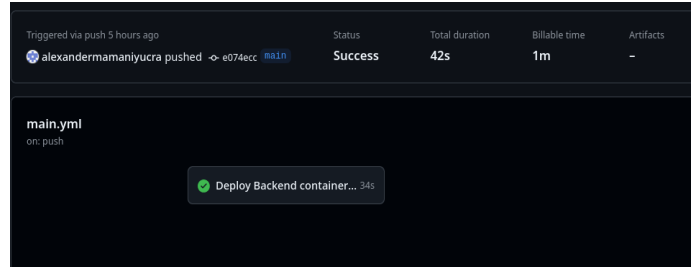 Triggered via push 5 hours ago
alexandermamaniyucra pushed e074ecc main
Status
Success
Total duration
42s
Billable time
1m
Artifacts
–
main.yml
on: push
Deploy Backend container... 34s